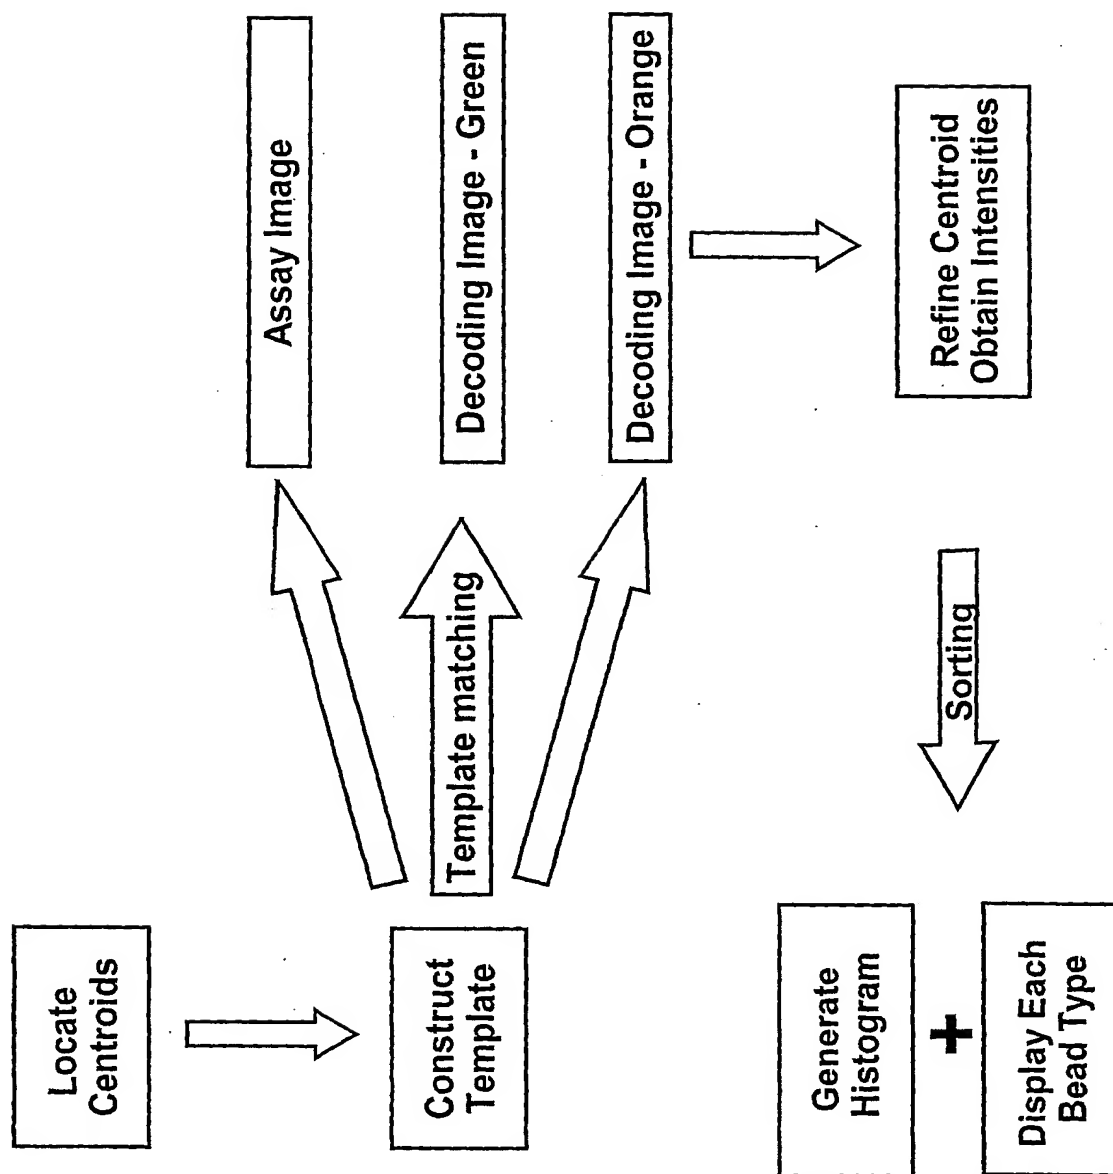 Locate
Centroids
Construct
Template
Template matching
Assay Image
Decoding Image - Green
Decoding Image - Orange
Refine Centroid
Obtain Intensities
Sorting
Generate
Histogram
+
Display Each
Bead Type